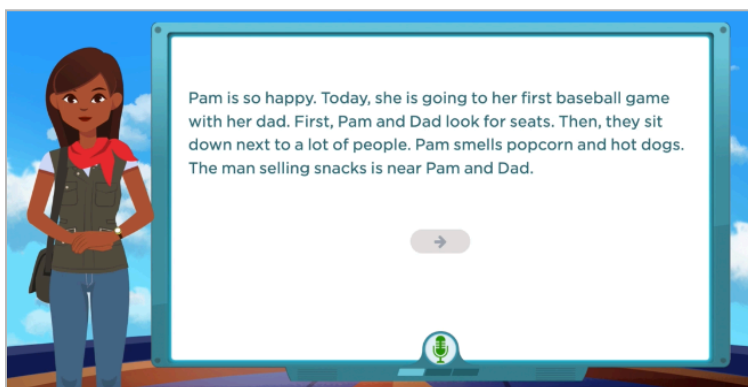 Pam is so happy. Today, she is going to her first baseball game
with her dad. First, Pam and Dad look for seats. Then, they sit
down next to a lot of people. Pam smells popcorn and hot dogs.
The man selling snacks is near Pam and Dad.